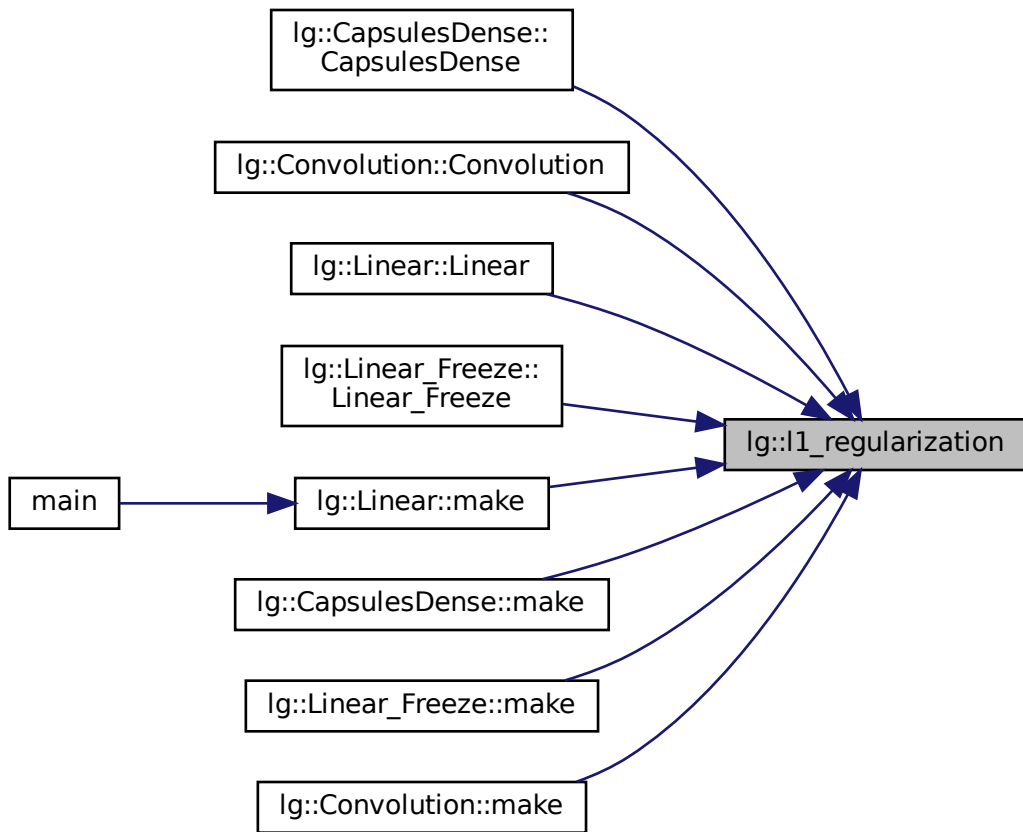 lg::CapsulesDense::
CapsulesDense
lg::Convolution::Convolution
lg::Linear::Linear
lg::Linear_Freeze::
Linear_Freeze
lg::l1_regularization
main
lg::Linear::make
lg::CapsulesDense::make
lg::Linear_Freeze::make
lg::Convolution::make